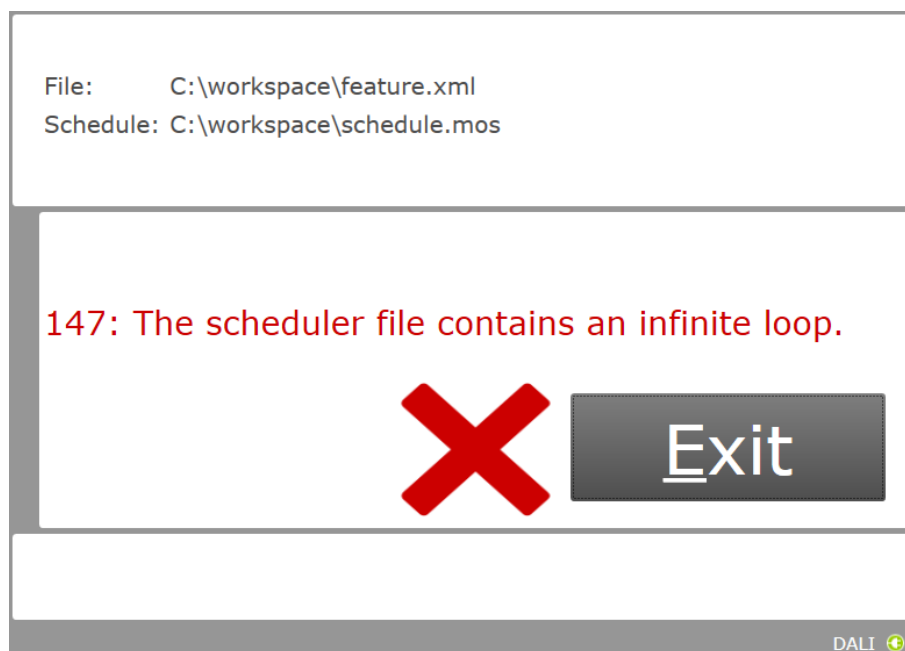 File: C:\workspace\feature.xml
Schedule: C:\workspace\schedule.mos
147: The scheduler file contains an infinite loop.
Exit
DALI